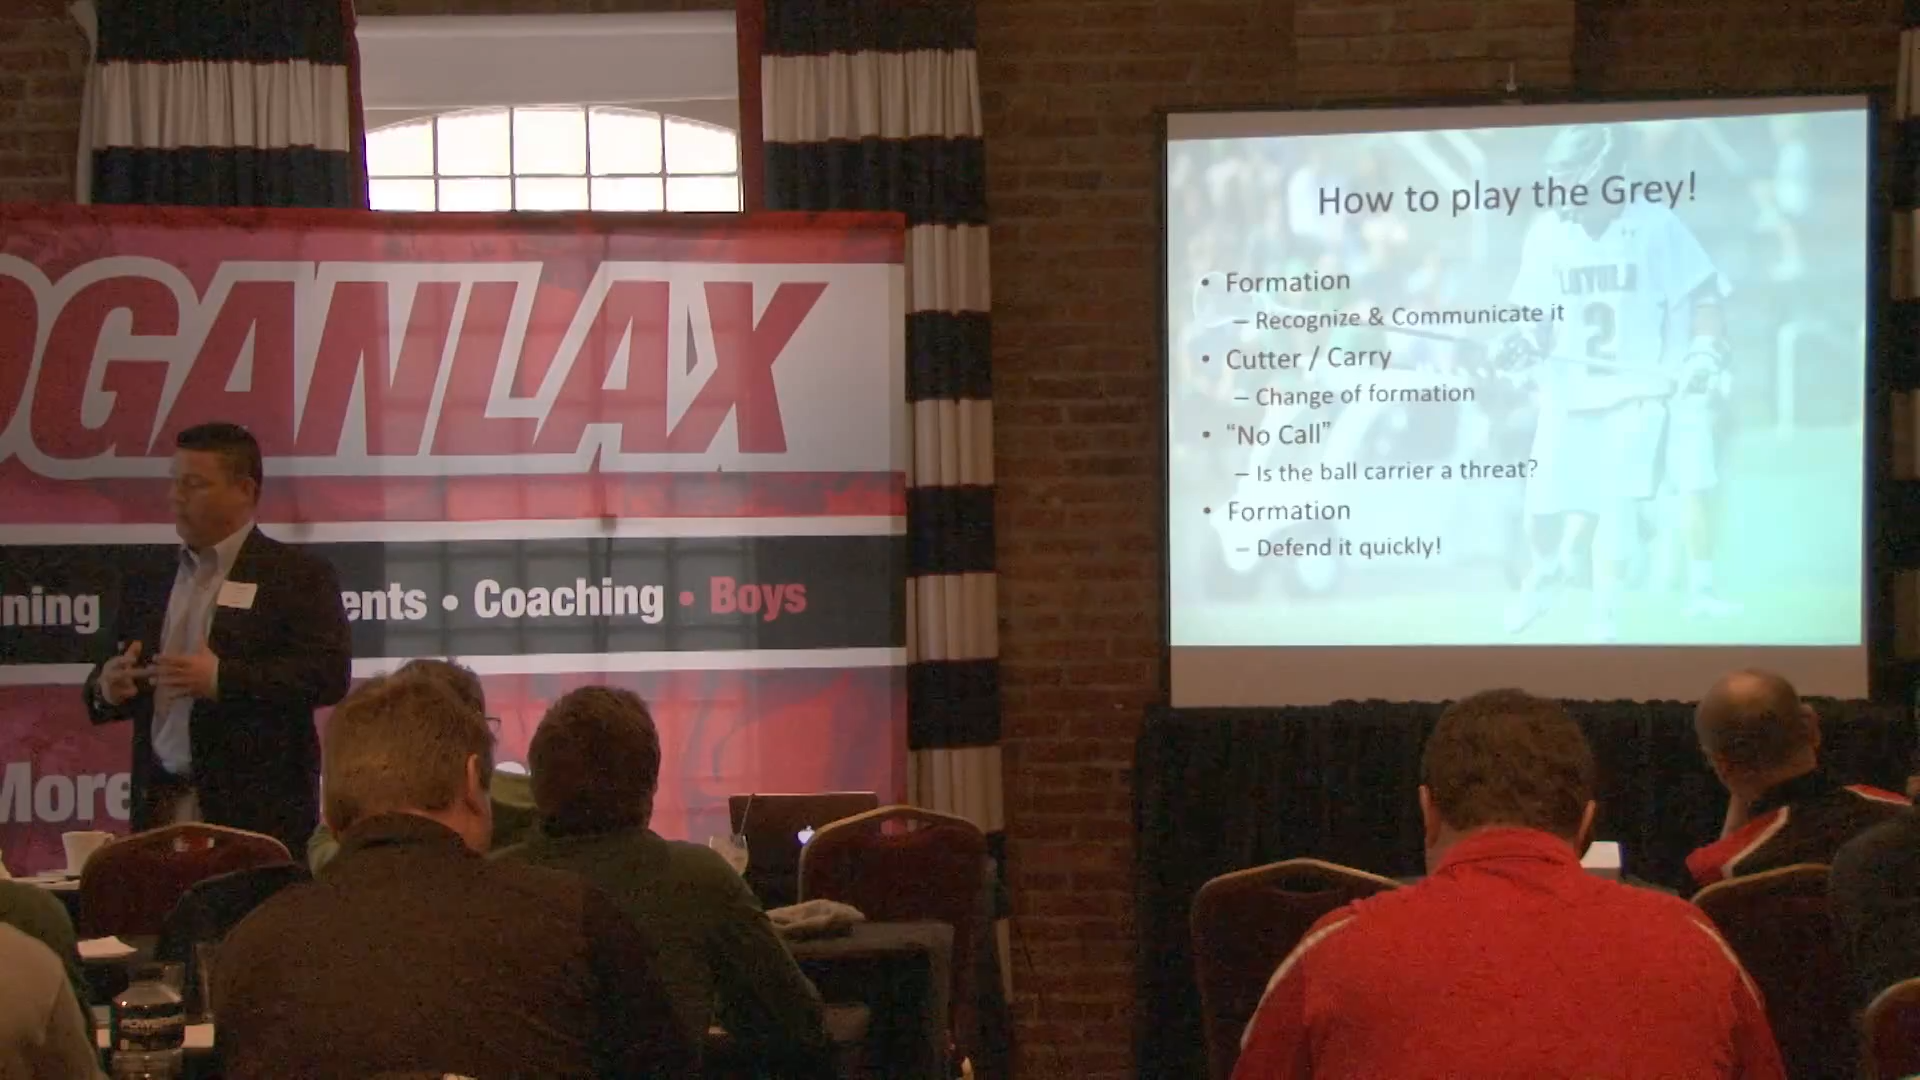 OGANLAX
ining
ents • Coaching • Boys
More
How to play the Grey!
• Formation
– Recognize & Communicate it
• Cutter / Carry
– Change of formation
• “No Call”
– Is the ball carrier a threat?
• Formation
– Defend it quickly!
LOYOLA
2